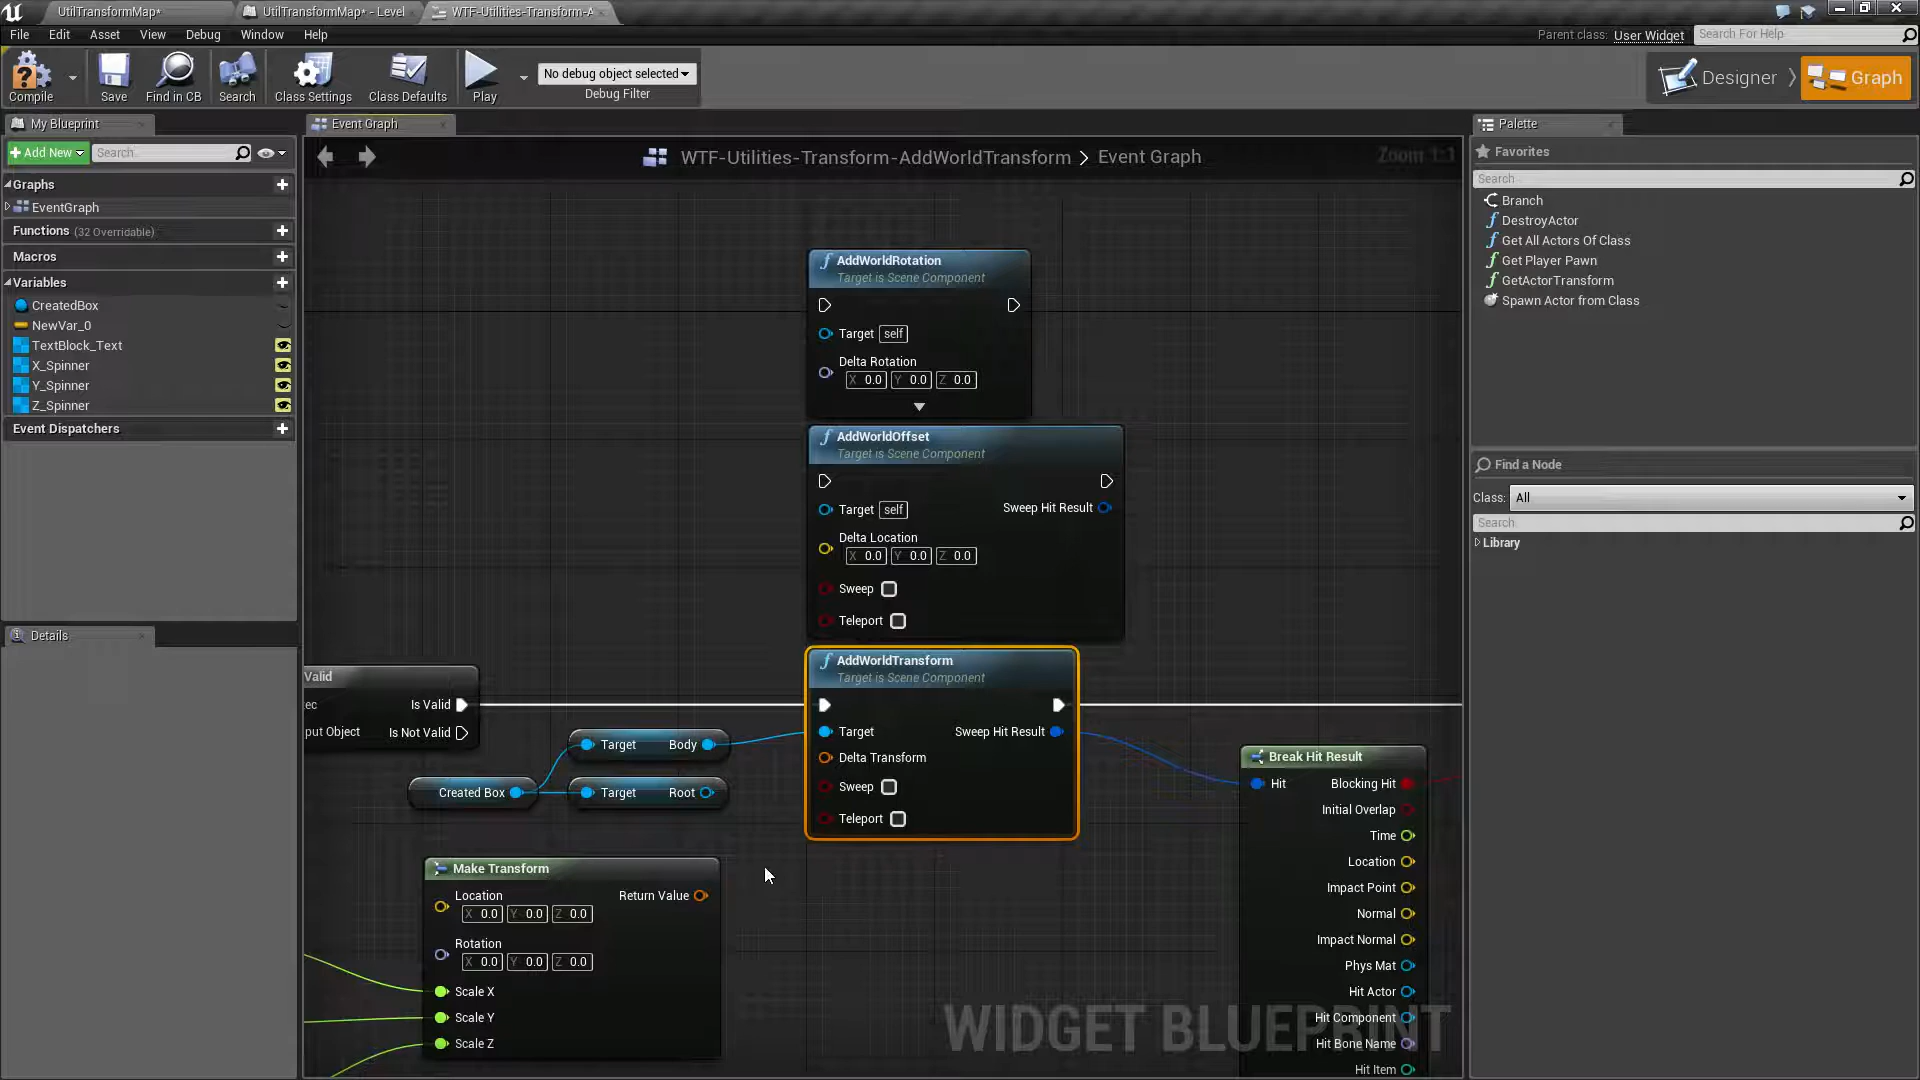 UtilTransformMap*
UtilTransformMap* - Level
WTF-Utilities-Transform-A
File Edit Asset View Debug Window Help
Parent class: User Widget
Search For Help
Compile
Save
Find in CB
Search
Class Settings
Class Defaults
Play
No debug object selected
Debug Filter
Designer
Graph
My Blueprint
Add New
Search
Graphs
EventGraph
Functions (32 Overridable)
Macros
Variables
CreatedBox
NewVar_0
TextBlock_Text
X_Spinner
Y_Spinner
Z_Spinner
Event Dispatchers
Details
Event Graph
WTF-Utilities-Transform-AddWorldTransform > Event Graph
Zoom 1:1
AddWorldRotation
Target is Scene Component
Target self
Delta Rotation
X 0.0 Y 0.0 Z 0.0
AddWorldOffset
Target is Scene Component
Target self
Sweep Hit Result
Delta Location
X 0.0 Y 0.0 Z 0.0
Sweep
Teleport
AddWorldTransform
Target is Scene Component
Target
Sweep Hit Result
Delta Transform
Sweep
Teleport
Valid
ec
Is Valid
put Object
Is Not Valid
Target Body
Created Box
Target Root
Make Transform
Location
Return Value
X 0.0 Y 0.0 Z 0.0
Rotation
X 0.0 Y 0.0 Z 0.0
Scale X
Scale Y
Scale Z
Break Hit Result
Hit
Blocking Hit
Initial Overlap
Time
Location
Impact Point
Normal
Impact Normal
Phys Mat
Hit Actor
Hit Component
Hit Bone Name
Hit Item
WIDGET BLUEPRINT
Palette
Favorites
Search
Branch
DestroyActor
Get All Actors Of Class
Get Player Pawn
GetActorTransform
Spawn Actor from Class
Find a Node
Class: All
Search
Library